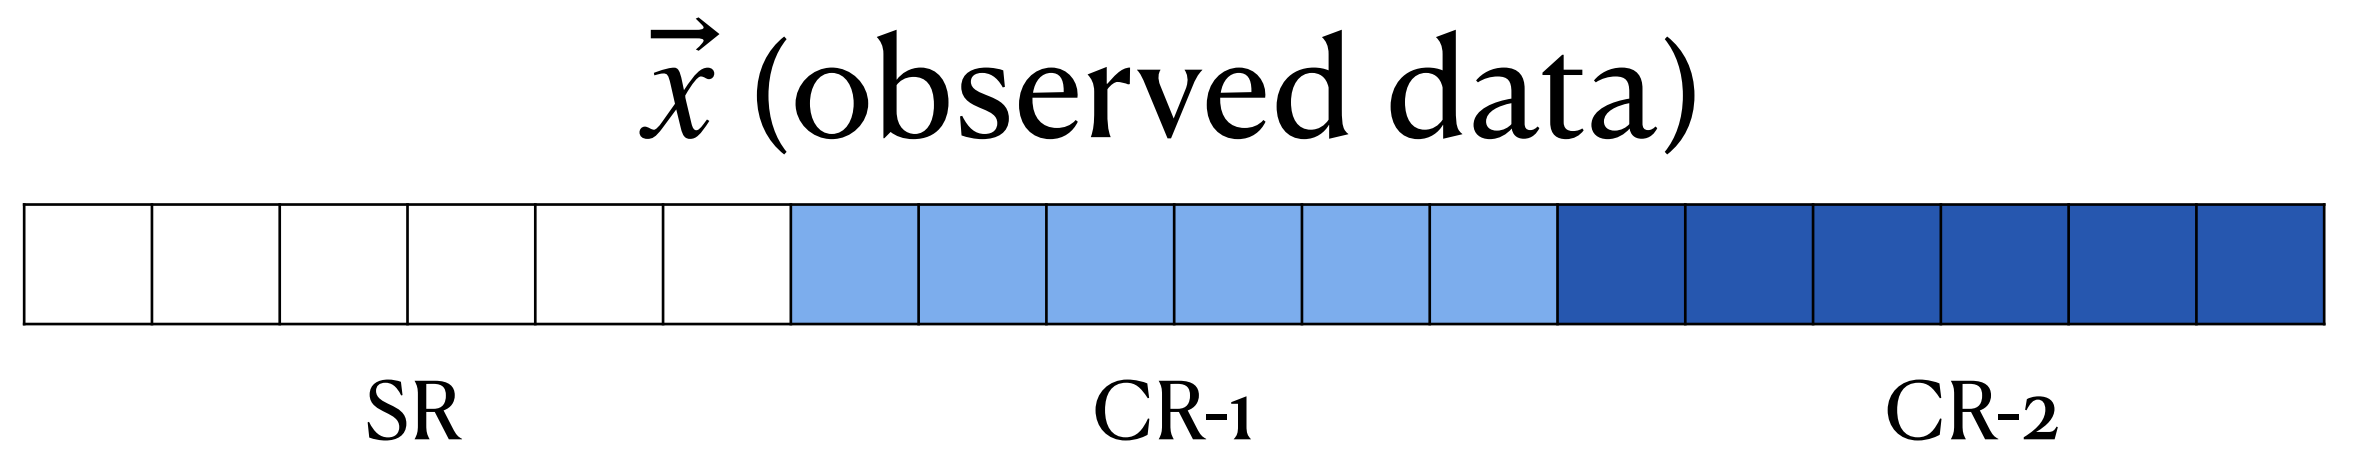 x⃗ (observed data)
SR
CR-1
CR-2